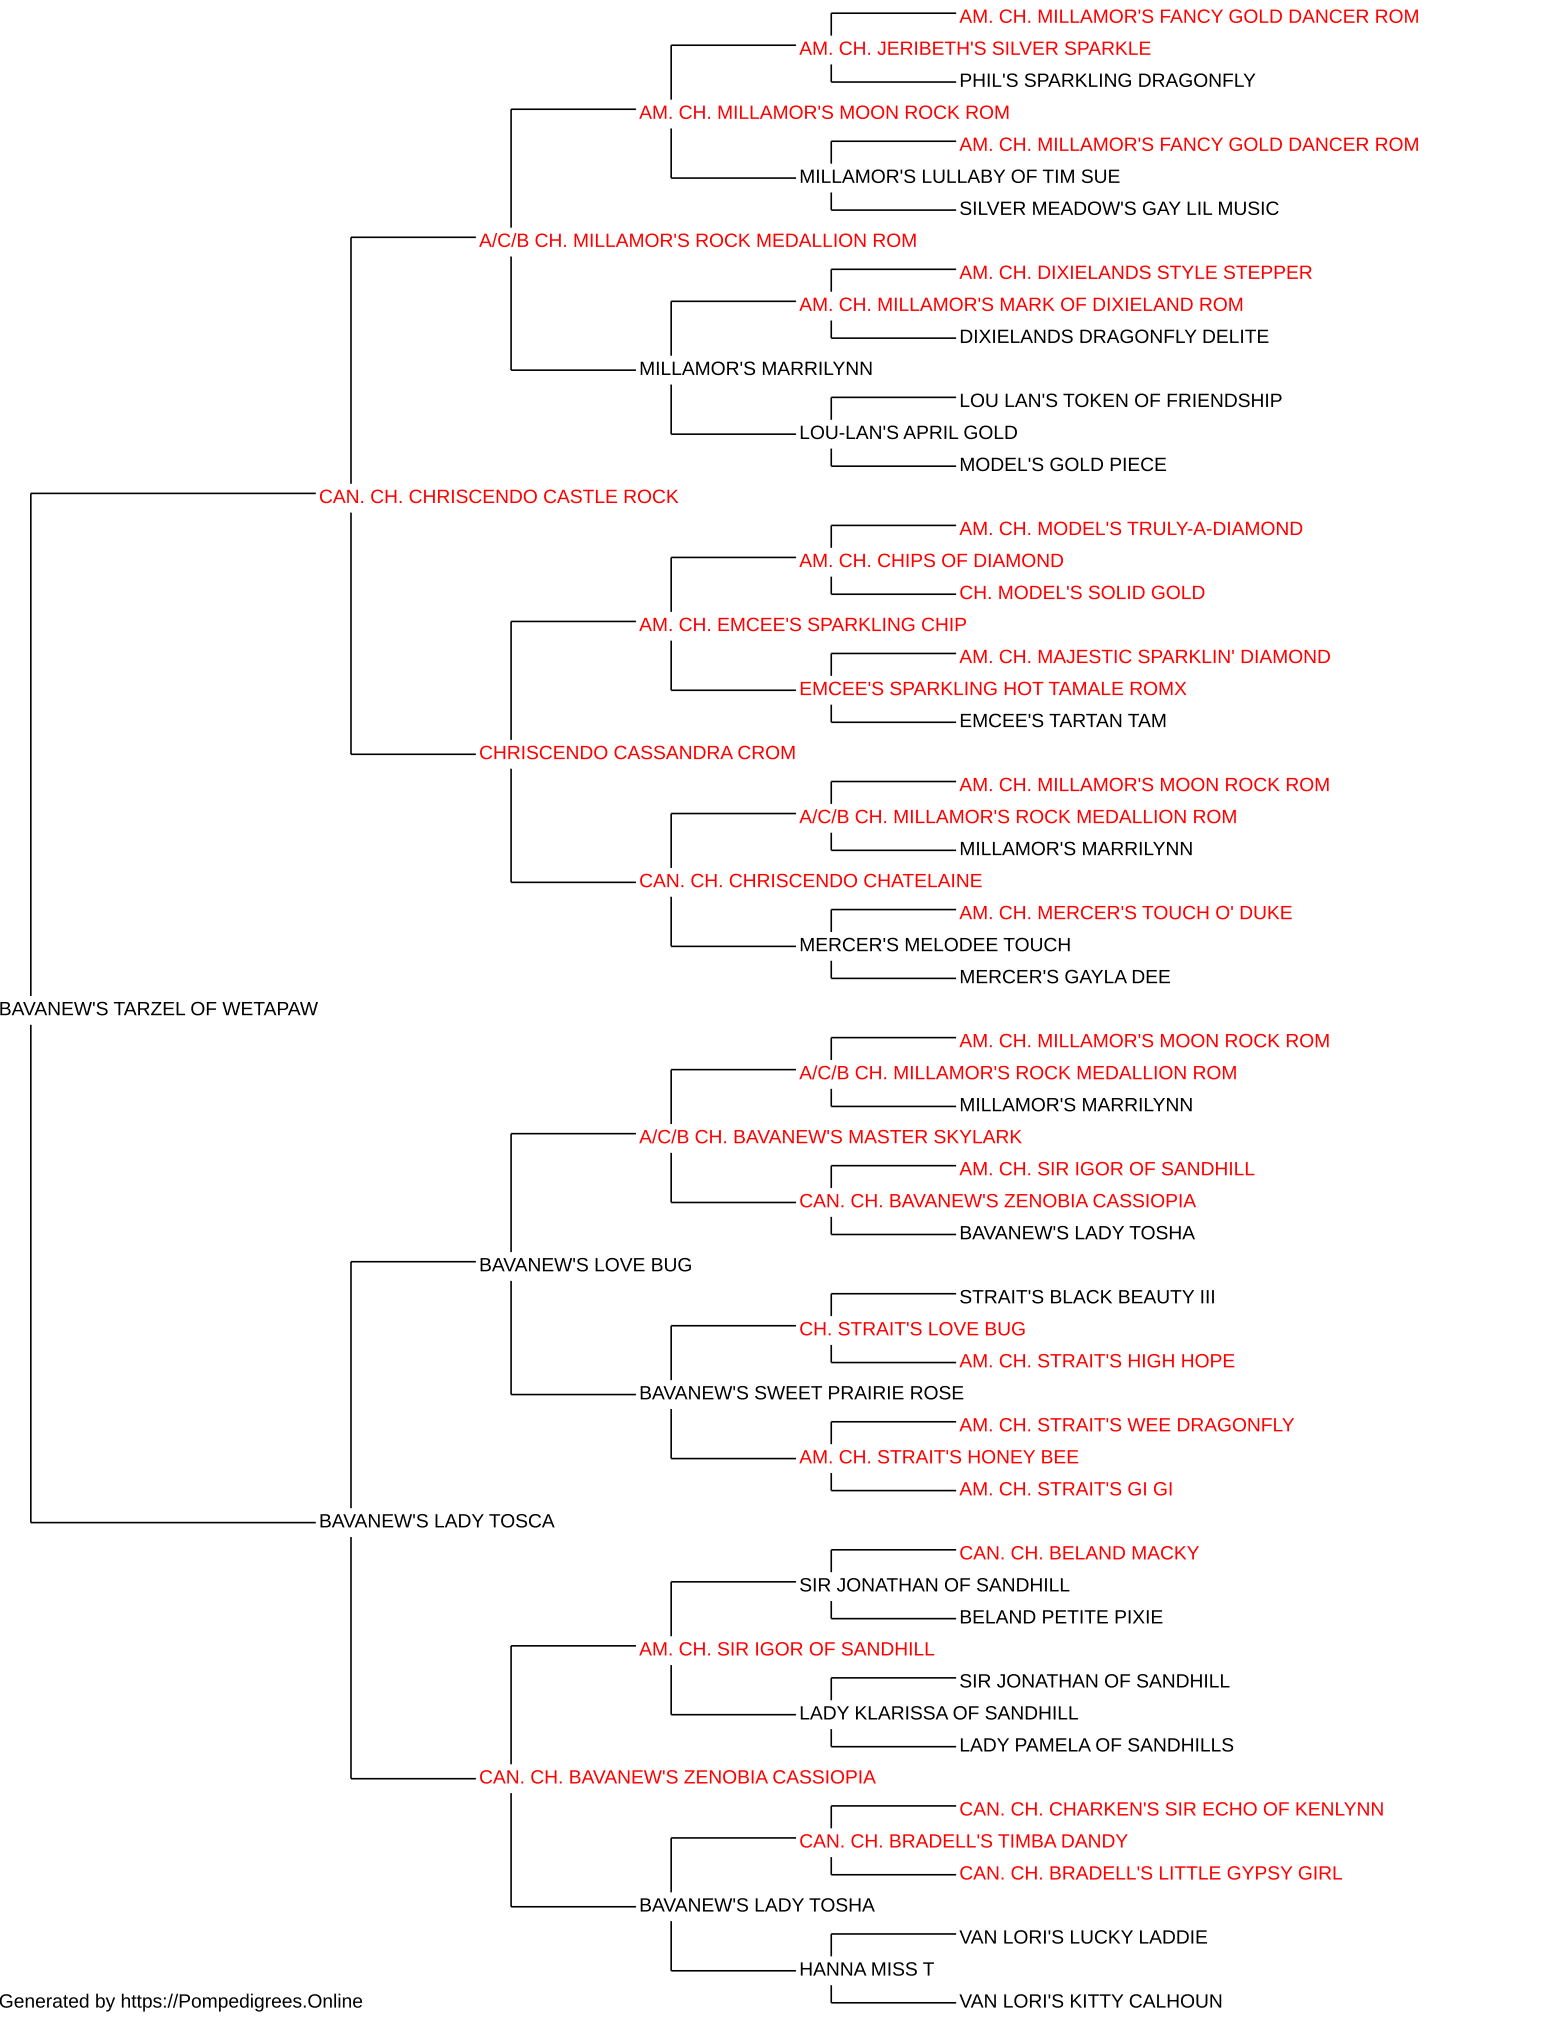 AM. CH. MILLAMOR'S FANCY GOLD DANCER ROM
AM. CH. JERIBETH'S SILVER SPARKLE
PHIL'S SPARKLING DRAGONFLY
AM. CH. MILLAMOR'S MOON ROCK ROM
AM. CH. MILLAMOR'S FANCY GOLD DANCER ROM
MILLAMOR'S LULLABY OF TIM SUE
SILVER MEADOW'S GAY LIL MUSIC
A/C/B CH. MILLAMOR'S ROCK MEDALLION ROM
AM. CH. DIXIELANDS STYLE STEPPER
AM. CH. MILLAMOR'S MARK OF DIXIELAND ROM
DIXIELANDS DRAGONFLY DELITE
MILLAMOR'S MARRILYNN
LOU LAN'S TOKEN OF FRIENDSHIP
LOU-LAN'S APRIL GOLD
MODEL'S GOLD PIECE
CAN. CH. CHRISCENDO CASTLE ROCK
AM. CH. MODEL'S TRULY-A-DIAMOND
AM. CH. CHIPS OF DIAMOND
CH. MODEL'S SOLID GOLD
AM. CH. EMCEE'S SPARKLING CHIP
AM. CH. MAJESTIC SPARKLIN' DIAMOND
EMCEE'S SPARKLING HOT TAMALE ROMX
EMCEE'S TARTAN TAM
CHRISCENDO CASSANDRA CROM
AM. CH. MILLAMOR'S MOON ROCK ROM
A/C/B CH. MILLAMOR'S ROCK MEDALLION ROM
MILLAMOR'S MARRILYNN
CAN. CH. CHRISCENDO CHATELAINE
AM. CH. MERCER'S TOUCH O' DUKE
MERCER'S MELODEE TOUCH
MERCER'S GAYLA DEE
BAVANEW'S TARZEL OF WETAPAW
AM. CH. MILLAMOR'S MOON ROCK ROM
A/C/B CH. MILLAMOR'S ROCK MEDALLION ROM
MILLAMOR'S MARRILYNN
A/C/B CH. BAVANEW'S MASTER SKYLARK
AM. CH. SIR IGOR OF SANDHILL
CAN. CH. BAVANEW'S ZENOBIA CASSIOPIA
BAVANEW'S LADY TOSHA
BAVANEW'S LOVE BUG
STRAIT'S BLACK BEAUTY III
CH. STRAIT'S LOVE BUG
AM. CH. STRAIT'S HIGH HOPE
BAVANEW'S SWEET PRAIRIE ROSE
AM. CH. STRAIT'S WEE DRAGONFLY
AM. CH. STRAIT'S HONEY BEE
AM. CH. STRAIT'S GI GI
BAVANEW'S LADY TOSCA
CAN. CH. BELAND MACKY
SIR JONATHAN OF SANDHILL
BELAND PETITE PIXIE
AM. CH. SIR IGOR OF SANDHILL
SIR JONATHAN OF SANDHILL
LADY KLARISSA OF SANDHILL
LADY PAMELA OF SANDHILLS
CAN. CH. BAVANEW'S ZENOBIA CASSIOPIA
CAN. CH. CHARKEN'S SIR ECHO OF KENLYNN
CAN. CH. BRADELL'S TIMBA DANDY
CAN. CH. BRADELL'S LITTLE GYPSY GIRL
BAVANEW'S LADY TOSHA
VAN LORI'S LUCKY LADDIE
HANNA MISS T
VAN LORI'S KITTY CALHOUN
Generated by https://Pompedigrees.Online